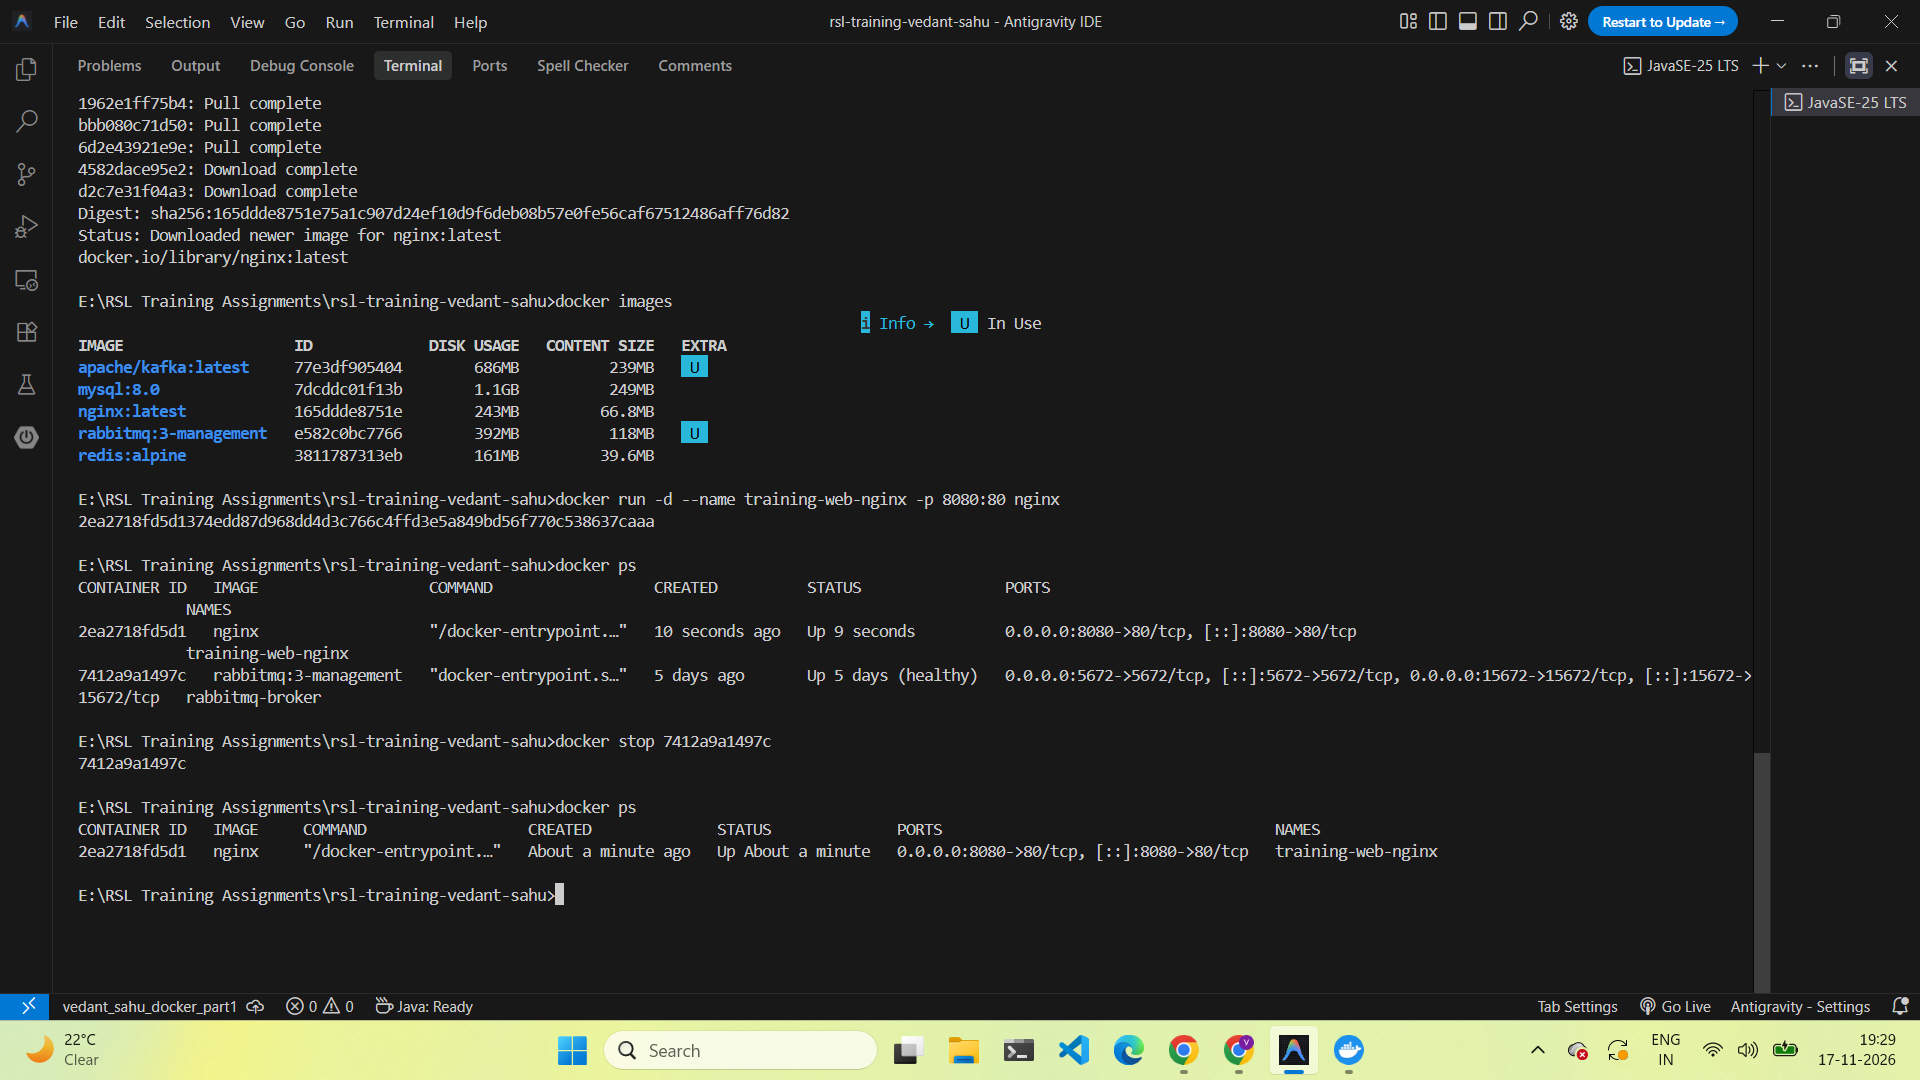 File Edit Selection View Go Run Terminal Help
rsl-training-vedant-sahu - Antigravity IDE
Restart to Update →
Problems Output Debug Console Terminal Ports Spell Checker Comments
JavaSE-25 LTS
JavaSE-25 LTS
1962e1ff75b4: Pull complete
bbb080c71d50: Pull complete
6d2e43921e9e: Pull complete
4582dace95e2: Download complete
d2c7e31f04a3: Download complete
Digest: sha256:165ddde8751e75a1c907d24ef10d9f6deb08b57e0fe56caf67512486aff76d82
Status: Downloaded newer image for nginx:latest
docker.io/library/nginx:latest
E:\RSL Training Assignments\rsl-training-vedant-sahu>docker images
i Info → U In Use
IMAGE ID DISK USAGE CONTENT SIZE EXTRA
apache/kafka:latest 77e3df905404 686MB 239MB U
mysql:8.0 7dcddc01f13b 1.1GB 249MB
nginx:latest 165ddde8751e 243MB 66.8MB
rabbitmq:3-management e582c0bc7766 392MB 118MB U
redis:alpine 3811787313eb 161MB 39.6MB
E:\RSL Training Assignments\rsl-training-vedant-sahu>docker run -d --name training-web-nginx -p 8080:80 nginx
2ea2718fd5d1374edd87d968dd4d3c766c4ffd3e5a849bd56f770c538637caaa
E:\RSL Training Assignments\rsl-training-vedant-sahu>docker ps
CONTAINER ID IMAGE COMMAND CREATED STATUS PORTS
NAMES
2ea2718fd5d1 nginx "/docker-entrypoint.…" 10 seconds ago Up 9 seconds 0.0.0.0:8080->80/tcp, [::]:8080->80/tcp
training-web-nginx
7412a9a1497c rabbitmq:3-management "docker-entrypoint.s…" 5 days ago Up 5 days (healthy) 0.0.0.0:5672->5672/tcp, [::]:5672->5672/tcp, 0.0.0.0:15672->15672/tcp, [::]:15672->
15672/tcp rabbitmq-broker
E:\RSL Training Assignments\rsl-training-vedant-sahu>docker stop 7412a9a1497c
7412a9a1497c
E:\RSL Training Assignments\rsl-training-vedant-sahu>docker ps
CONTAINER ID IMAGE COMMAND CREATED STATUS PORTS NAMES
2ea2718fd5d1 nginx "/docker-entrypoint.…" About a minute ago Up About a minute 0.0.0.0:8080->80/tcp, [::]:8080->80/tcp training-web-nginx
E:\RSL Training Assignments\rsl-training-vedant-sahu>
vedant_sahu_docker_part1 0 0 Java: Ready
Tab Settings Go Live Antigravity - Settings
22°C
Clear
Search
ENG
IN
19:29
17-11-2026